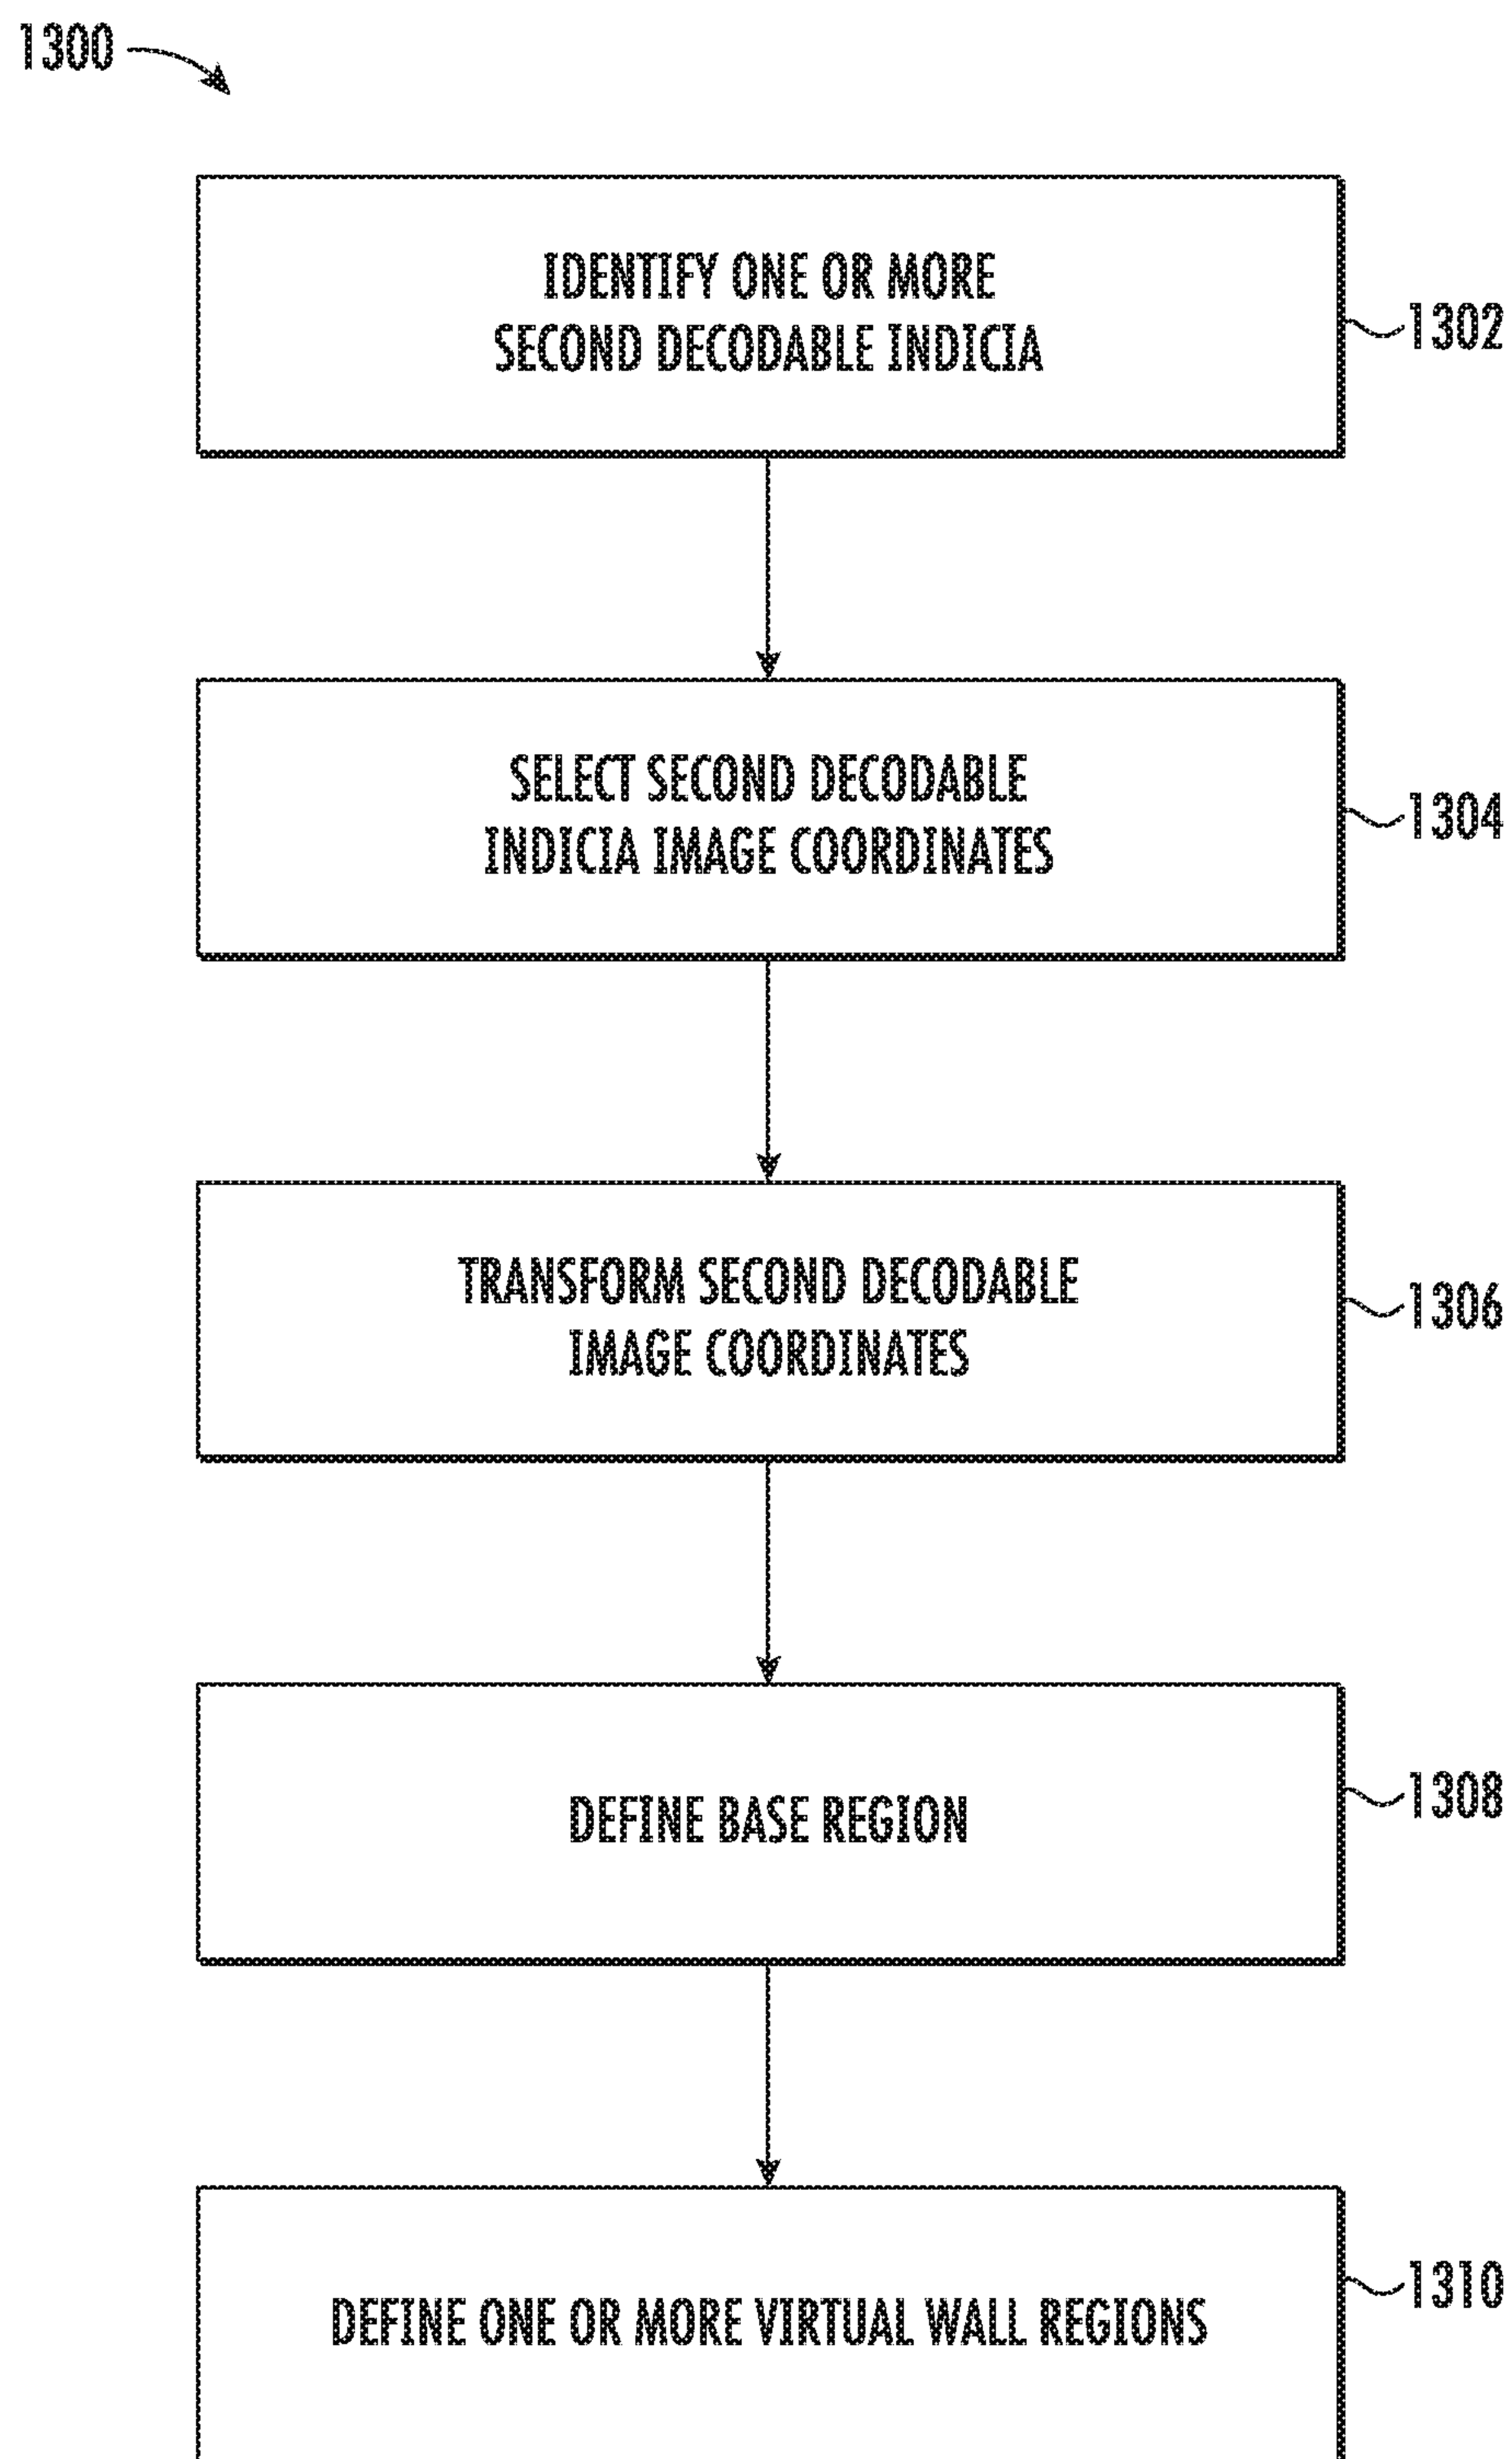 1300
IDENTIFY ONE OR MORE
SECOND DECODABLE INDICIA
1302
SELECT SECOND DECODABLE
INDICIA IMAGE COORDINATES
1304
TRANSFORM SECOND DECODABLE
IMAGE COORDINATES
1306
DEFINE BASE REGION
1308
DEFINE ONE OR MORE VIRTUAL WALL REGIONS
1310